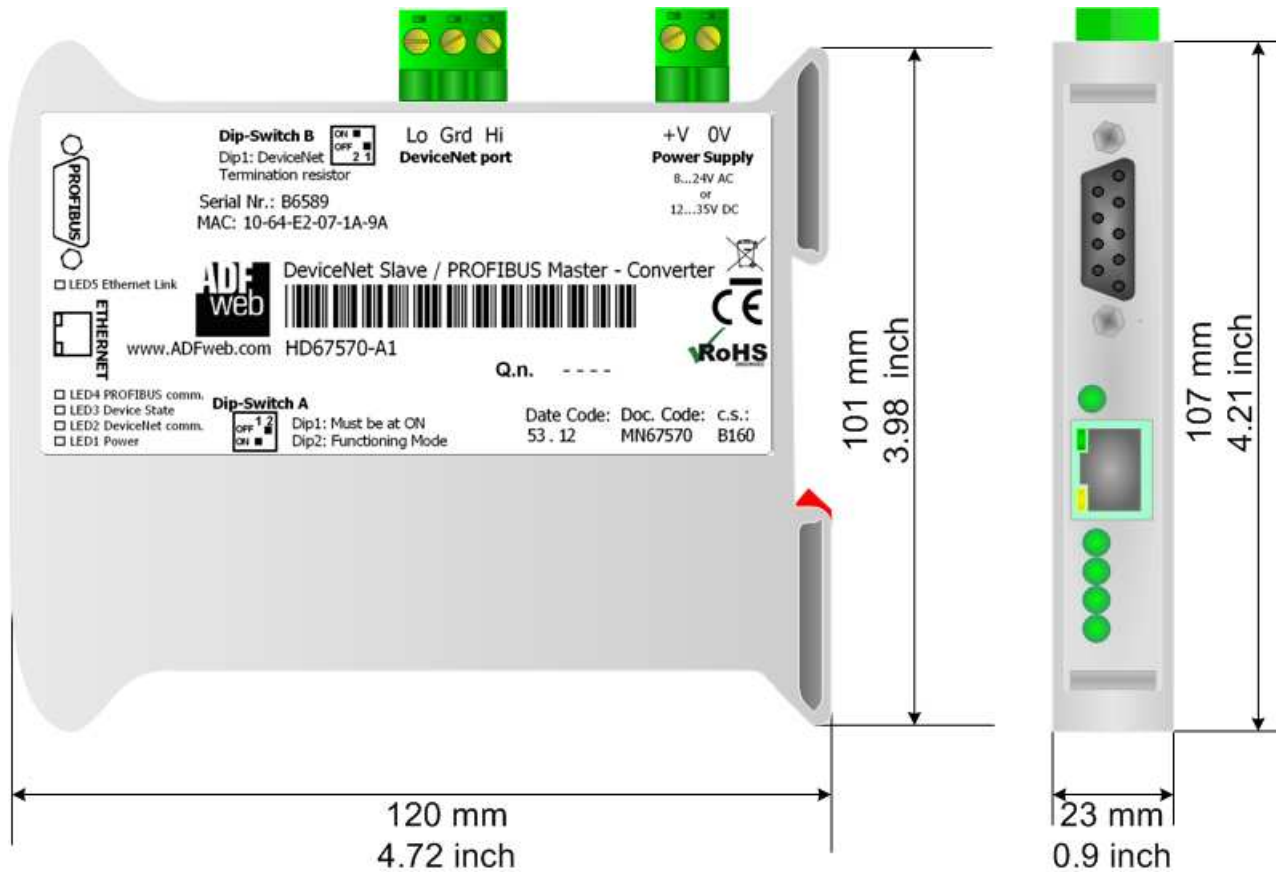 Dip-Switch B
ON
OFF
2 1
Dip1: DeviceNet
Termination resistor
Lo Grd Hi
DeviceNet port
+V 0V
Power Supply
8...24V AC
or
12...35V DC
PROFIBUS
Serial Nr.: B6589
MAC: 10-64-E2-07-1A-9A
LED5 Ethernet Link
ADF
web
DeviceNet Slave / PROFIBUS Master - Converter
CE
ETHERNET
www.ADFweb.com
HD67570-A1
RoHS
Q.n. - - - -
LED4 PROFIBUS comm.
LED3 Device State
LED2 DeviceNet comm.
LED1 Power
Dip-Switch A
1 2
OFF
ON
Dip1: Must be at ON
Dip2: Functioning Mode
Date Code: Doc. Code: c.s.:
53.12 MN67570 B160
101 mm
3.98 inch
107 mm
4.21 inch
120 mm
4.72 inch
23 mm
0.9 inch